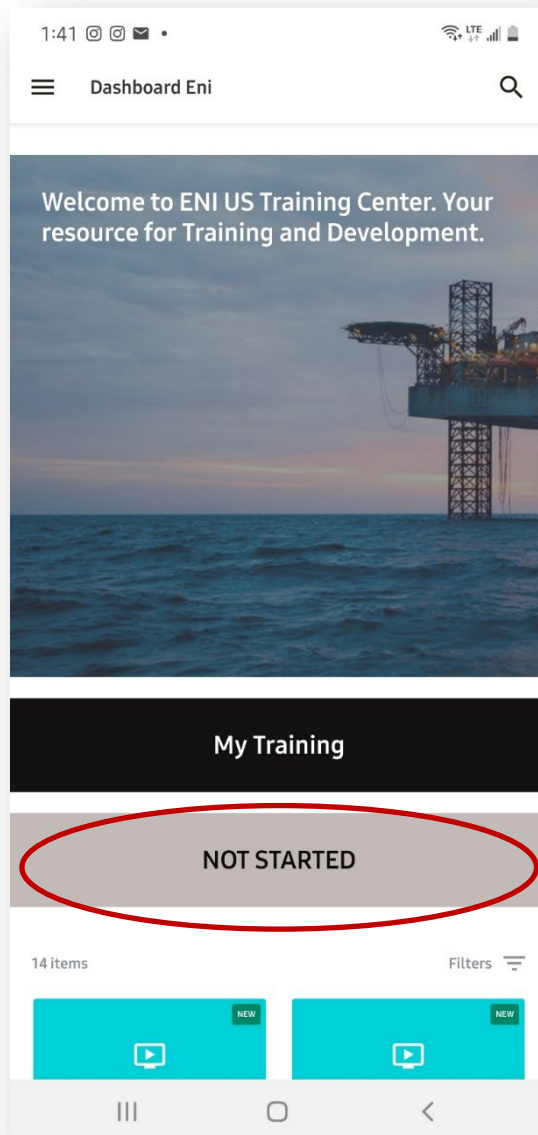 1:41
Dashboard Eni
Welcome to ENI US Training Center. Your
resource for Training and Development.
My Training
NOT STARTED
14 items
Filters
NEW
NEW